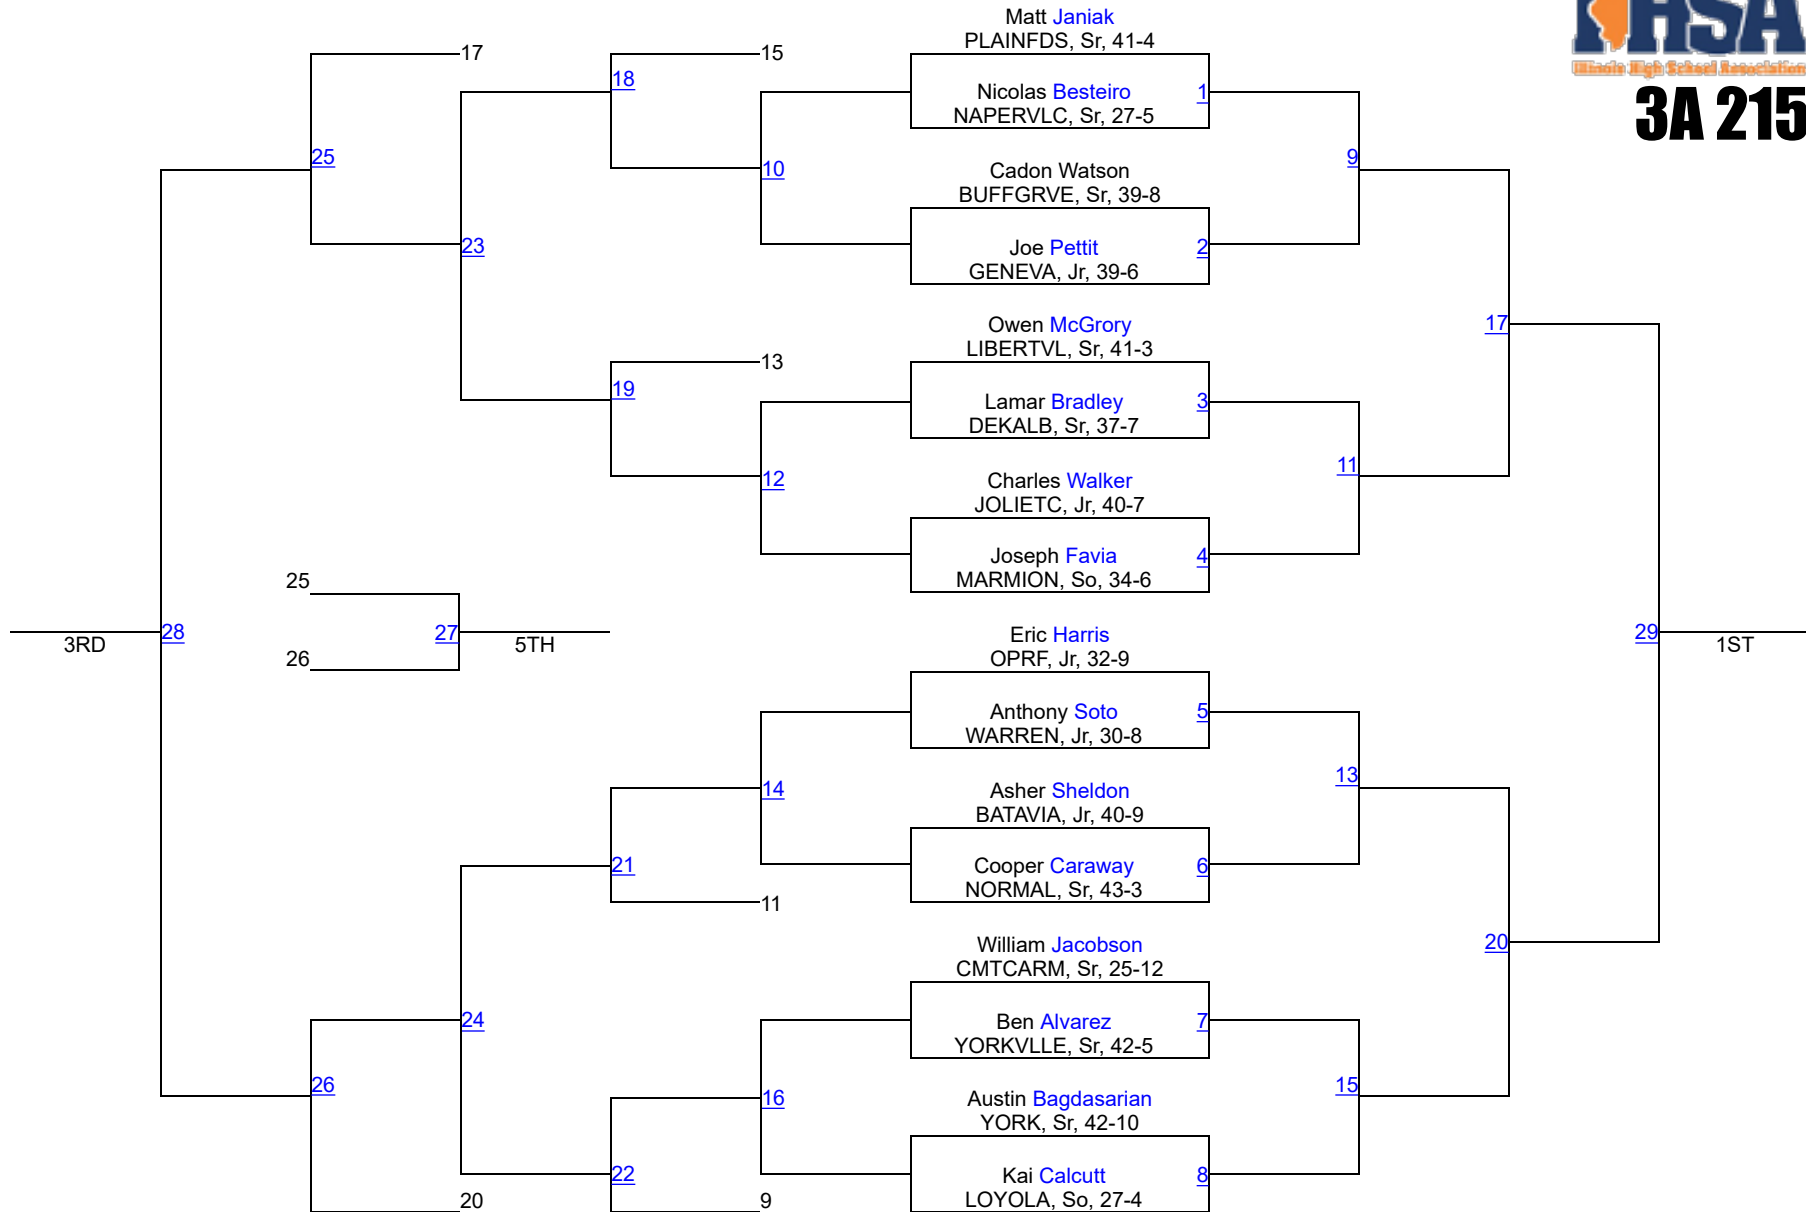 IHSA
Illinois High School Association
3A 215
Matt Janiak
PLAINFDS, Sr, 41-4
17
15
18
Nicolas Besteiro
1
NAPERVLC, Sr, 27-5
25
10
Cadon Watson
9
BUFFGRVE, Sr, 39-8
23
Joe Pettit
2
GENEVA, Jr, 39-6
Owen McGrory
17
LIBERTVL, Sr, 41-3
13
19
Lamar Bradley
3
DEKALB, Sr, 37-7
12
Charles Walker
11
JOLIETC, Jr, 40-7
Joseph Favia
4
MARMION, So, 34-6
25
3RD
28
27
5TH
26
Eric Harris
OPRF, Jr, 32-9
29
1ST
Anthony Soto
5
WARREN, Jr, 30-8
14
Asher Sheldon
13
BATAVIA, Jr, 40-9
21
Cooper Caraway
6
NORMAL, Sr, 43-3
11
William Jacobson
20
CMTCARM, Sr, 25-12
24
Ben Alvarez
7
YORKVLLE, Sr, 42-5
26
16
Austin Bagdasarian
15
YORK, Sr, 42-10
22
Kai Calcutt
8
LOYOLA, So, 27-4
20
9